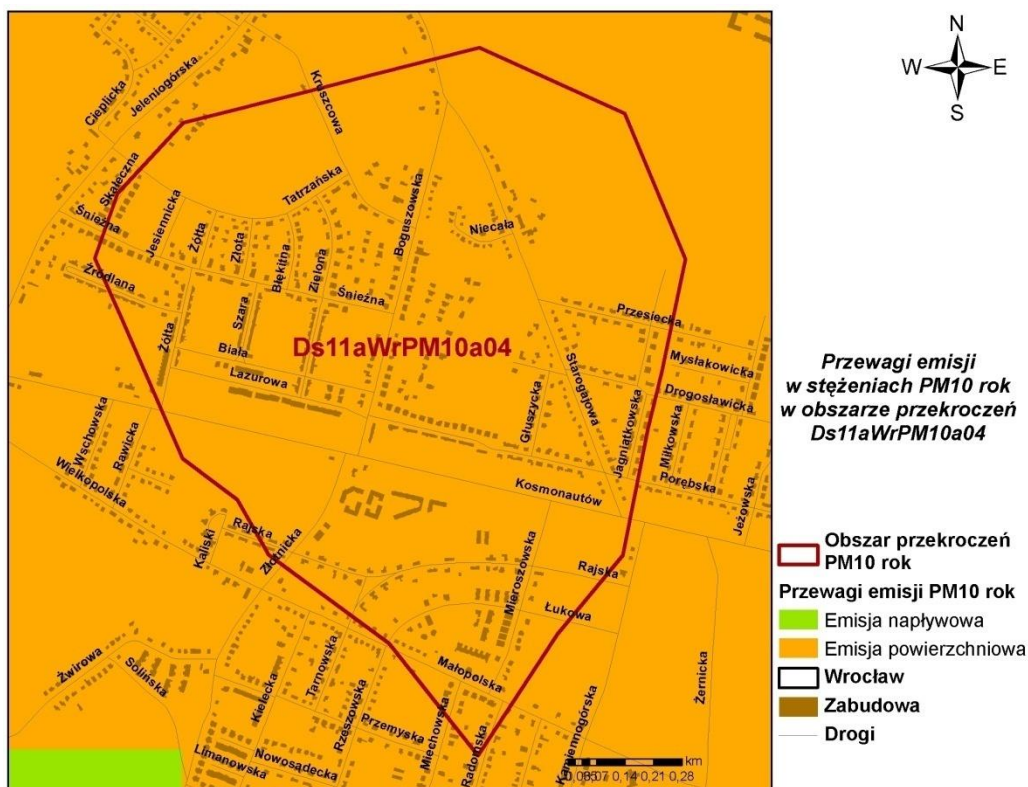 N
W E
S
Cieplicka
Jeleniogórska
Kruszcowa
Skaleczna
Tatrzańska
Śnieżna
Jesiennicka
Żółta
Złota
Błękitna
Zielona
Boguszowska
Niecała
Źródlana
Śnieżna
Przesiecka
Żółta
Szara
Ds11aWrPM10a04
Biała
Lazurowa
Starogajowa
Mysłakowicka
Drogosławicka
Głuszycka
Jagniatkowska
Miłkowska
Porębska
Jeżowska
Wschowska
Rawicka
Wielkopolska
Kosmonautów
Rajska
Kaliski
Złotnicka
Mieroszowska
Rajska
Łukowa
Żwirowa
Solińska
Kielecka
Tarnowska
Rzeszowska
Małopolska
Żernicka
Przemyska
Miechowska
Radomska
Kamiennogórska
Limanowska
Nowosądecka
km
0,14 0,21 0,28
Przewagi emisji
w stężeniach PM10 rok
w obszarze przekroczeń
Ds11aWrPM10a04
Obszar przekroczeń
PM10 rok
Przewagi emisji PM10 rok
Emisja napływowa
Emisja powierzchniowa
Wrocław
Zabudowa
Drogi